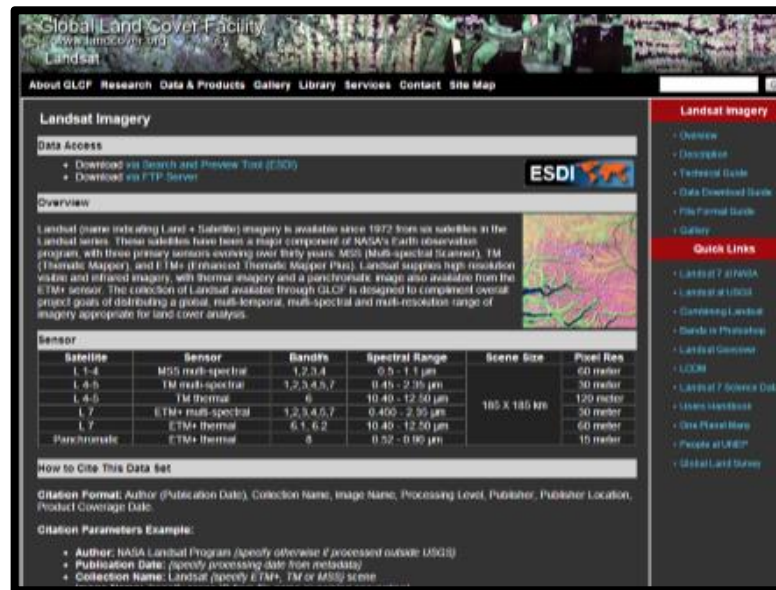 Global Land Cover Facility
www.landcover.org
Landsat
About GLCF Research Data & Products Gallery Library Services Contact Site Map
Landsat Imagery
Data Access
• Download via Search and Preview Tool (ESDI)
• Download via FTP Server
ESDI
Overview
Landsat (name indicating Land + Satellite) imagery is available since 1972 from six satellites in the
Landsat series. These satellites have been a major component of NASA's Earth observation
program, with three primary sensors evolving over thirty years: MSS (Multi-spectral Scanner), TM
(Thematic Mapper), and ETM+ (Enhanced Thematic Mapper Plus). Landsat supplies high resolution
visible and infrared imagery, with thermal imagery and a panchromatic image also available from the
ETM+ sensor. The collection of Landsat available through GLCF is designed to compliment overall
project goals of distributing a global, multi-temporal, multi-spectral and multi-resolution range of
imagery appropriate for land cover analysis.
Sensor
Satellite Sensor Band#s Spectral Range Scene Size Pixel Res
L 1-4 MSS multi-spectral 1,2,3,4 0.5 - 1.1 µm 60 meter
L 4-5 TM multi-spectral 1,2,3,4,5,7 0.45 - 2.35 µm 30 meter
L 4-5 TM thermal 6 10.40 - 12.50 µm 120 meter
185 X 185 km
L 7 ETM+ multi-spectral 1,2,3,4,5,7 0.450 - 2.35 µm 30 meter
L 7 ETM+ thermal 6.1, 6.2 10.40 - 12.50 µm 60 meter
Panchromatic ETM+ thermal 8 0.52 - 0.90 µm 15 meter
How to Cite This Data Set
Citation Format: Author (Publication Date), Collection Name, Image Name, Processing Level, Publisher, Publisher Location,
Product Coverage Date.
Citation Parameters Example:
• Author: NASA Landsat Program (specify otherwise if processed outside USGS)
• Publication Date: (specify processing date from metadata)
• Collection Name: Landsat (specify ETM+, TM or MSS) scene
Landsat Imagery
• Overview
• Description
• Technical Guide
• Data Download Guide
• File Format Guide
• Gallery
Quick Links
• Landsat 7 at NASA
• Landsat at USGS
• Combining Landsat
• Bands in Photoshop
• Landsat Geocover
• LDCM
• Landsat 7 Science Dat
• Users Handbook
• One Planet Many
• People at UNEP
• Global Land Survey